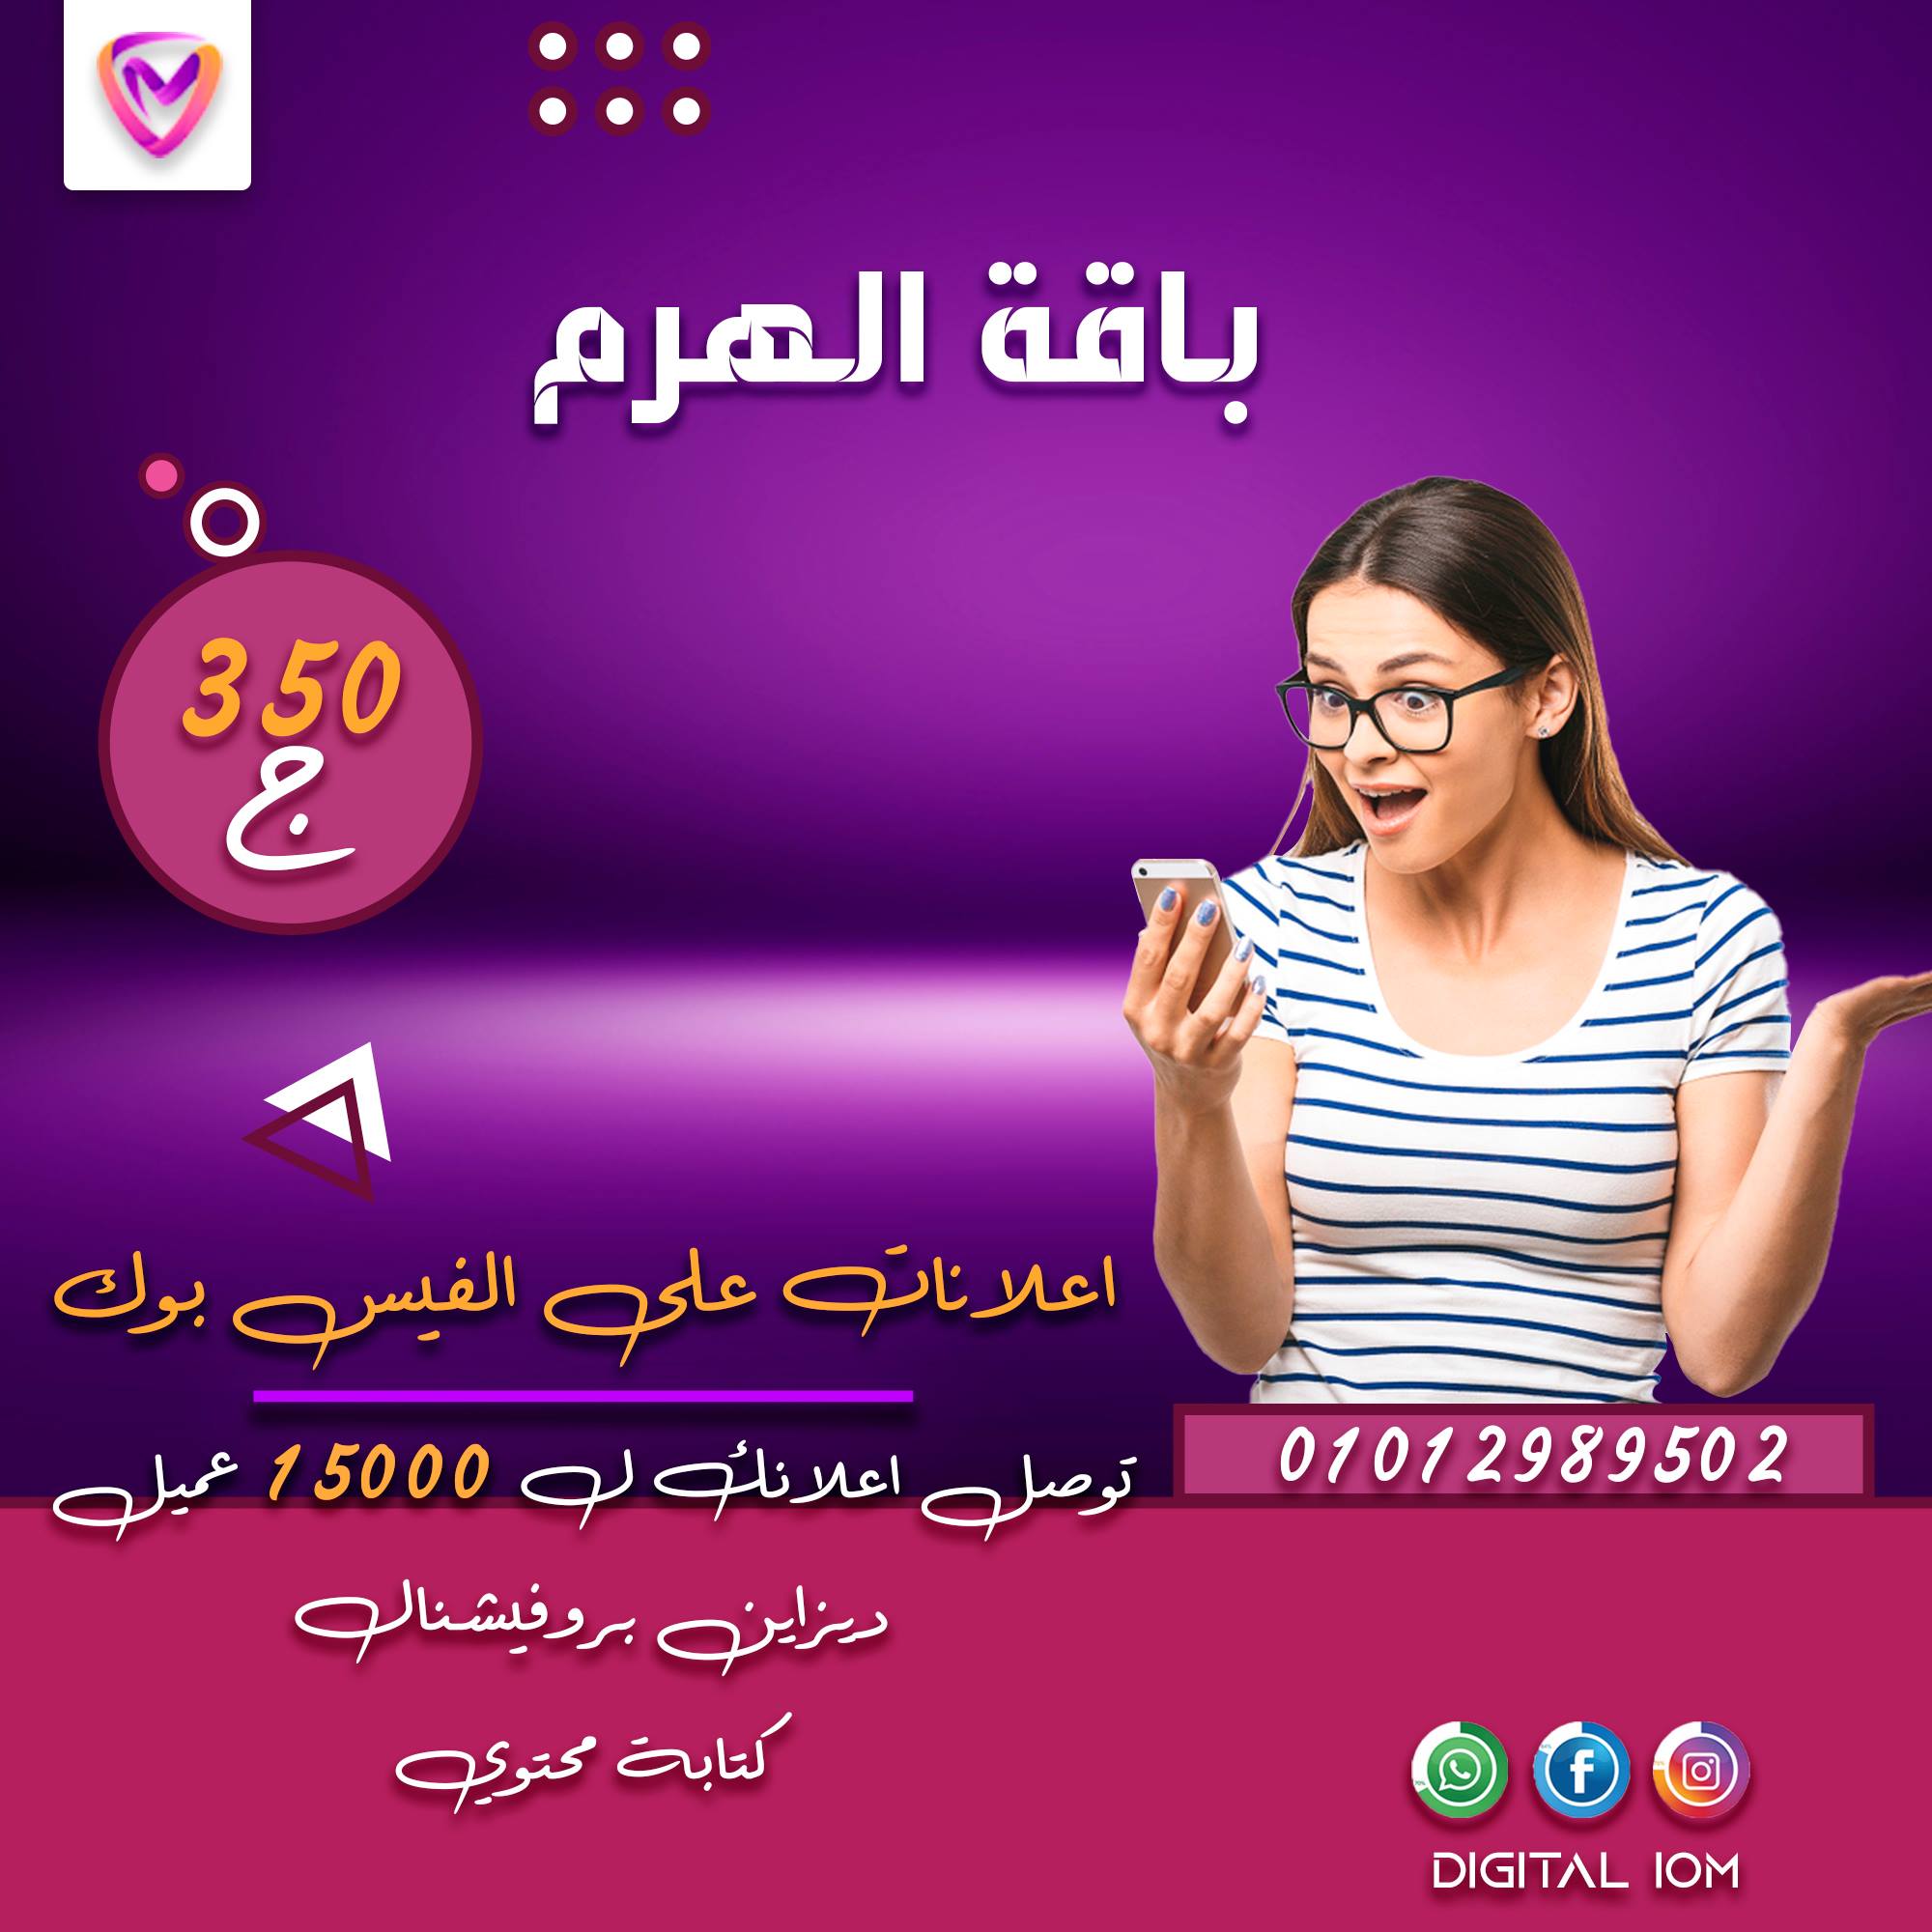 باقة الهرم
350
ج
اعلانات على الفيس بوك
توصل اعلانك ل 15000 عميل
01012989502
ديزاين بروفيشنال
كتابة محتوي
DIGITAL IOM